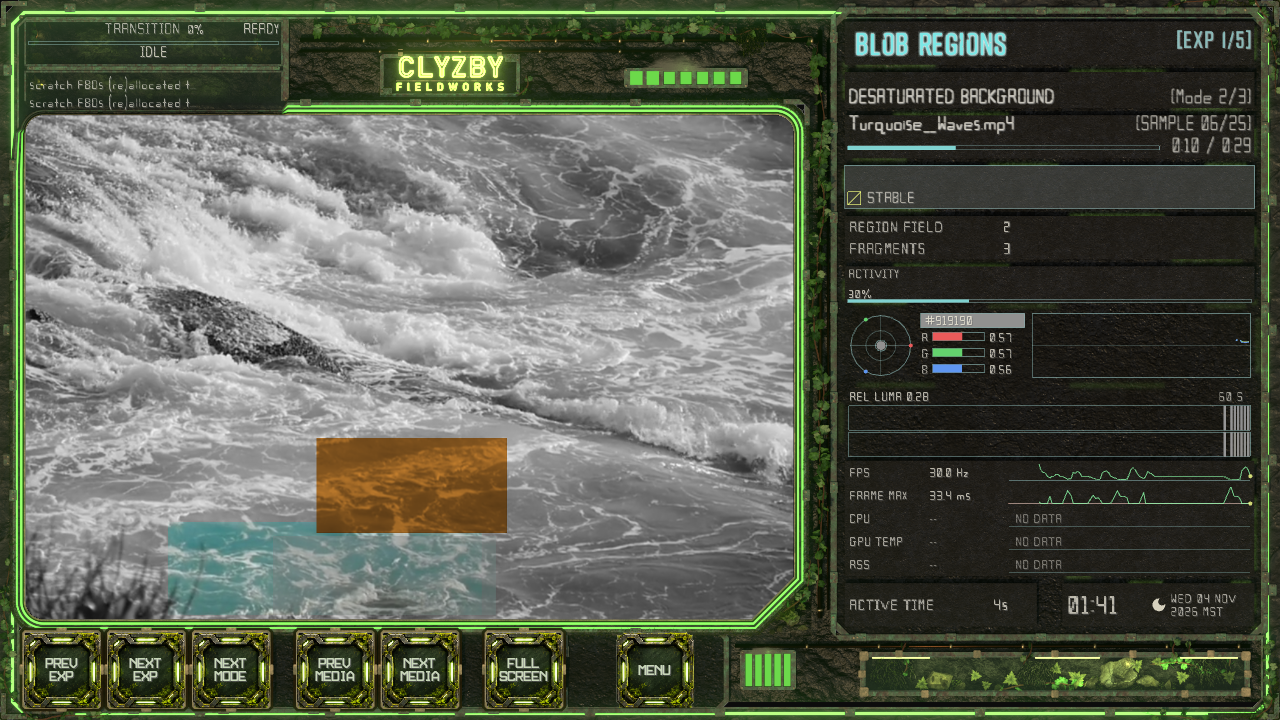 TRANSITION 0% READY
IDLE
scratch FBOs (re)allocated t
scratch FBOs (re)allocated t
CLYZBY
FIELDWORKS
BLOB REGIONS [EXP 1/5]
DESATURATED BACKGROUND (Mode 2/3)
Turquoise_Waves.mp4 (SAMPLE 06/25)
0:10 / 0:29
STABLE
REGION FIELD 2
FRAGMENTS 3
ACTIVITY
30%
#919190
R 0.57
G 0.57
B 0.56
REL LUMA 0.28 60 S
FPS 30.0 Hz
FRAME MAX 33.4 mS
CPU -- NO DATA
GPU TEMP -- NO DATA
RSS -- NO DATA
ACTIVE TIME 4s
01:41
WED 04 NOV
2026 MST
PREV EXP
NEXT EXP
NEXT MODE
PREV MEDIA
NEXT MEDIA
FULL SCREEN
MENU